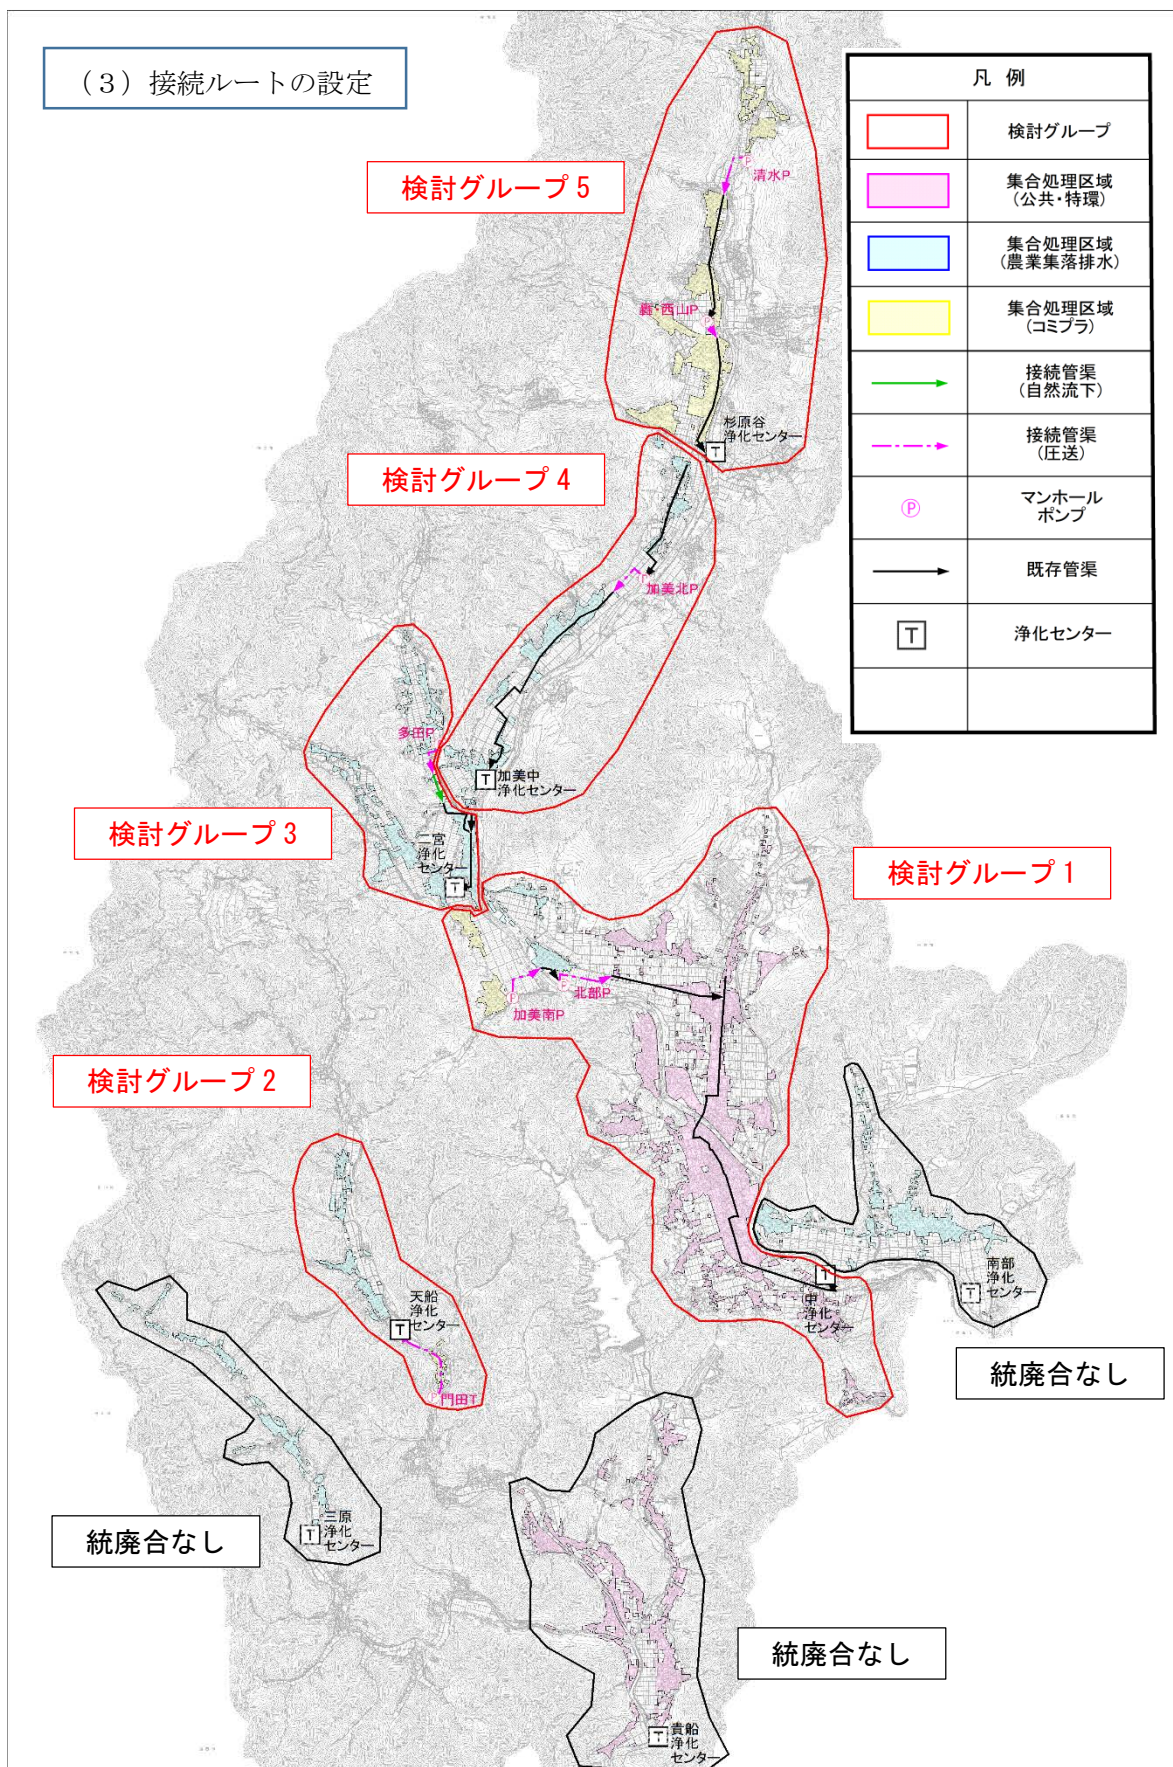 （３）接続ルートの設定
凡 例
検討グループ
集合処理区域
(公共・特環)
集合処理区域
(農業集落排水)
集合処理区域
(コミプラ)
接続管渠
(自然流下)
接続管渠
(圧送)
Ⓟ
マンホール
ポンプ
既存管渠
T
浄化センター
検討グループ５
P
清水P
西山P
P
杉原谷
浄化センター
T
検討グループ４
P
加美北P
多田P
T
加美中
浄化センター
検討グループ３
二宮
浄化
センター
T
検討グループ１
P
加美南P
P
北部P
検討グループ２
天船
浄化
センター
T
P
門田T
T
中
浄化
センター
南部
浄化
センター
T
統廃合なし
三原
浄化
センター
T
統廃合なし
統廃合なし
貴船
浄化
センター
T